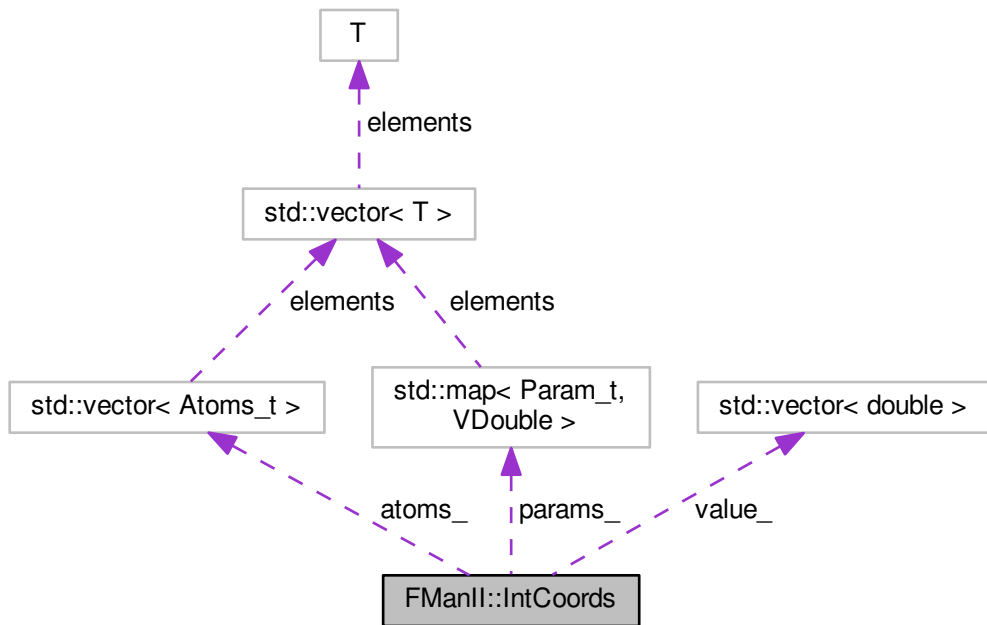 T
elements
std::vector< T >
elements
elements
std::vector< Atoms_t >
std::map< Param_t,
VDouble >
std::vector< double >
atoms_
params_
value_
FManII::IntCoords